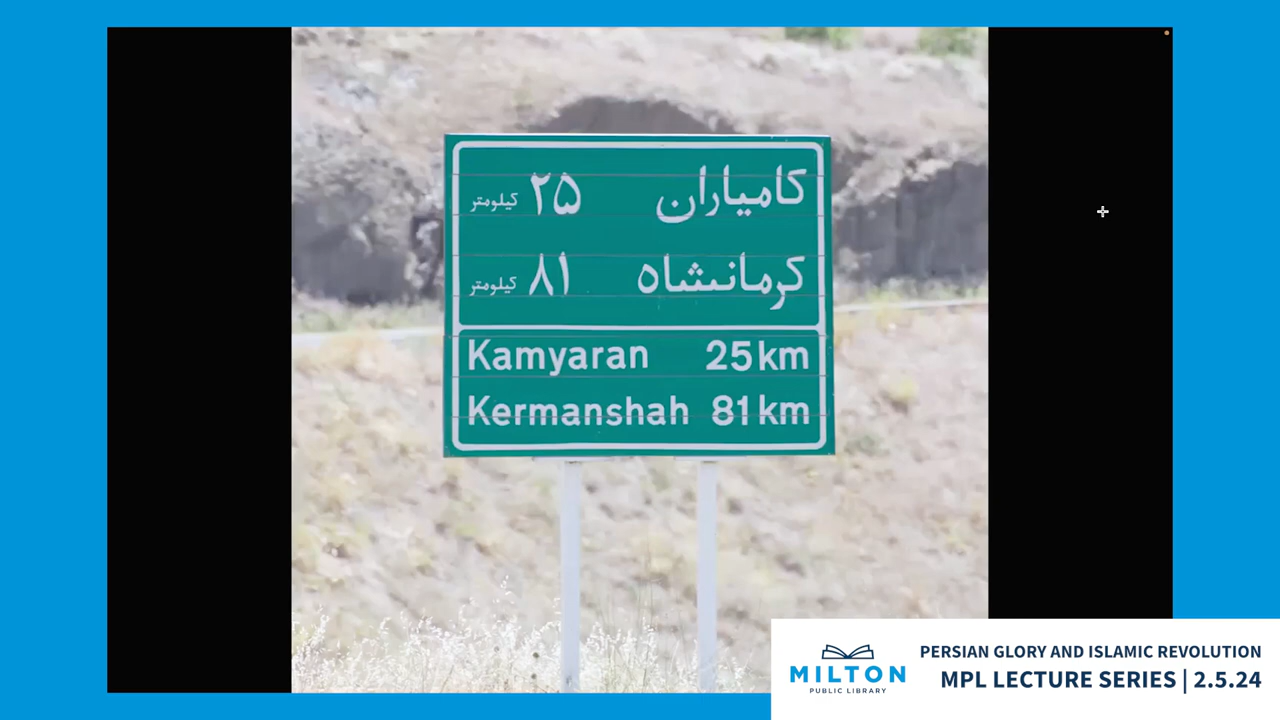 کامیاران ۲۵ کیلومتر
کرمانشاه ۸۱ کیلومتر
Kamyaran 25 km
Kermanshah 81 km
MILTON
PUBLIC LIBRARY
PERSIAN GLORY AND ISLAMIC REVOLUTION
MPL LECTURE SERIES | 2.5.24